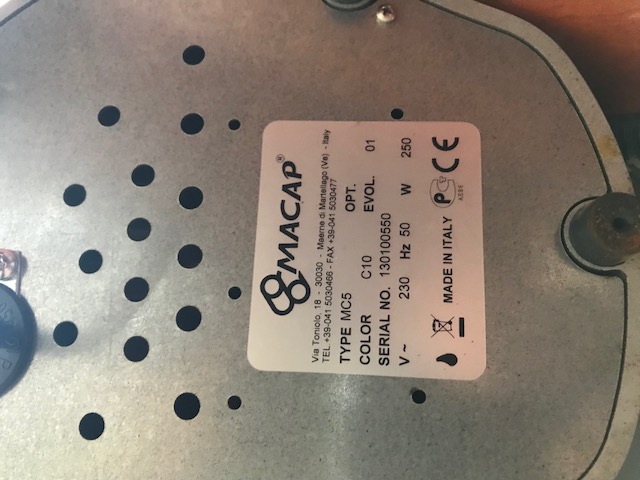 MACAP®
Via Toniolo, 18 - 30030 - Maerne di Martellago (Ve) - Italy
TEL +39-041 5030466 - FAX +39-041 5030477
TYPE MC5 OPT.
COLOR C10 EVOL. 01
SERIAL NO. 130100550
V ~ 230 Hz 50 W 250
MADE IN ITALY
CE